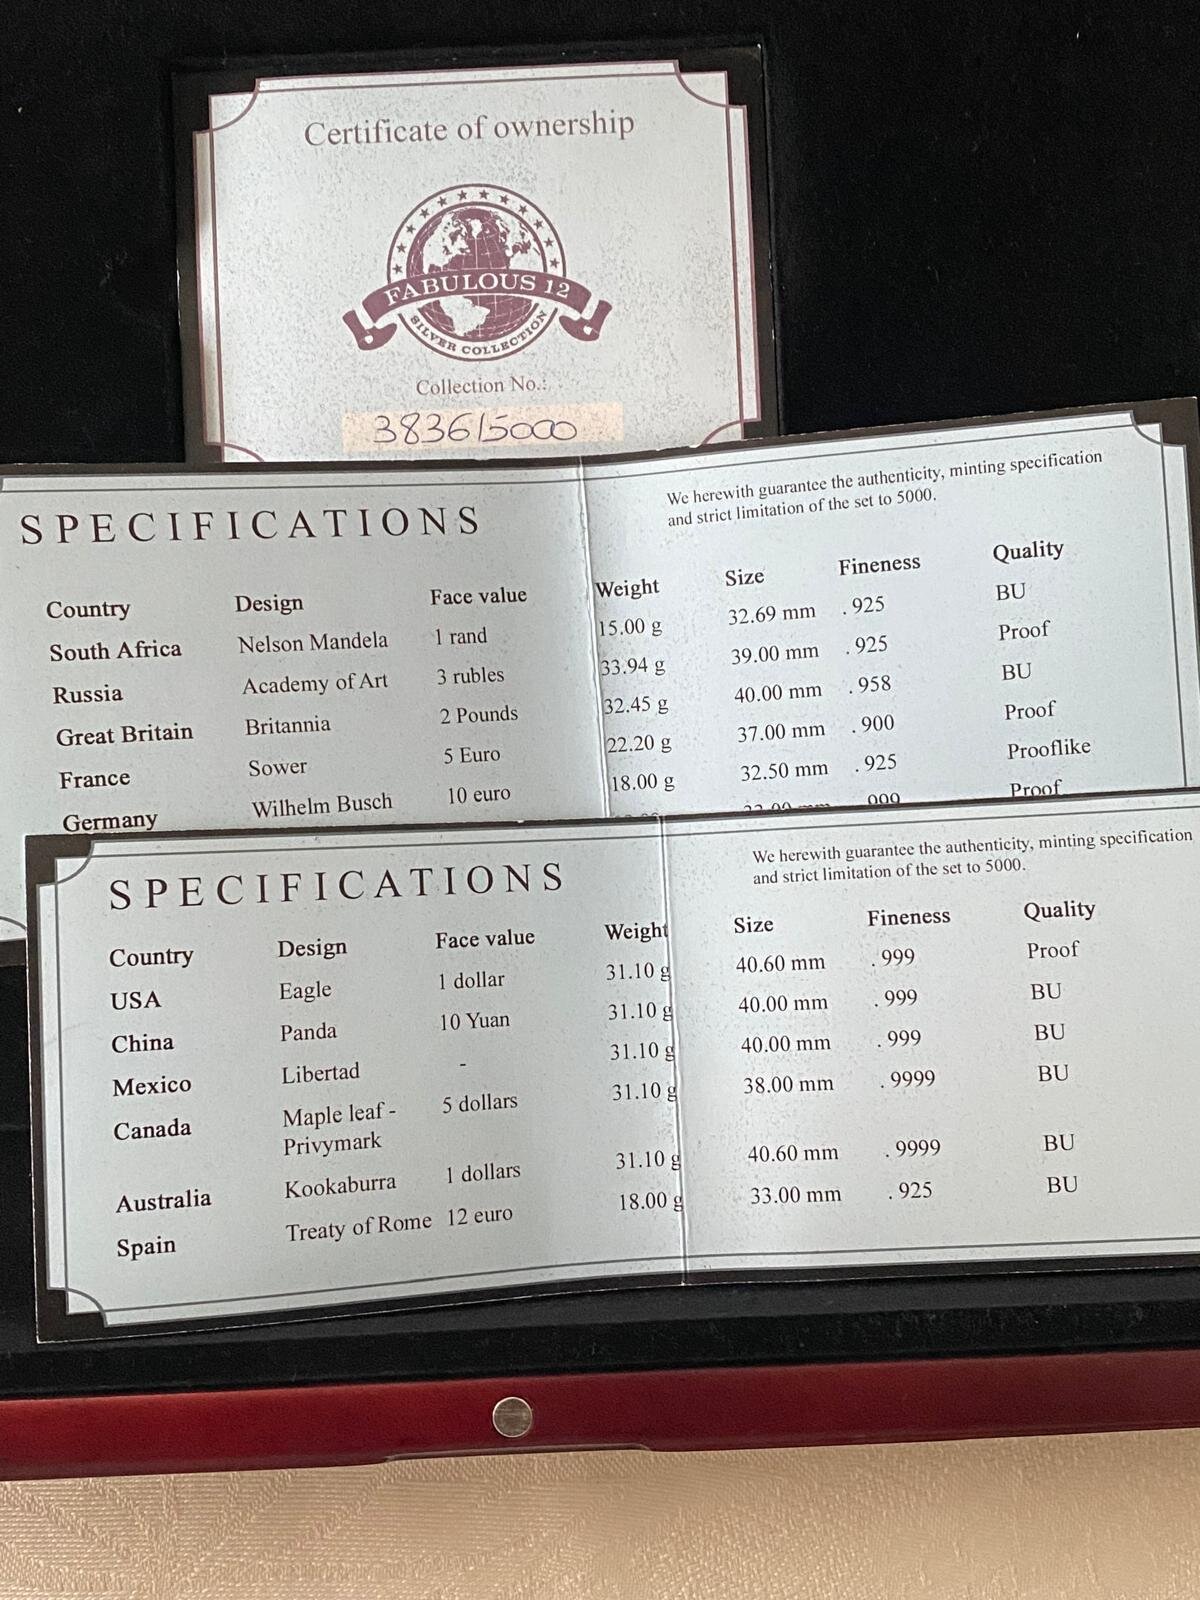 Certificate of ownership
FABULOUS 12
SILVER COLLECTION
Collection No.:
3836/5000
We herewith guarantee the authenticity, minting specification
and strict limitation of the set to 5000.
SPECIFICATIONS
Country Design Face value Weight Size Fineness Quality
South Africa Nelson Mandela 1 rand 15.00 g 32.69 mm .925 BU
Russia Academy of Art 3 rubles 33.94 g 39.00 mm .925 Proof
Great Britain Britannia 2 Pounds 32.45 g 40.00 mm .958 BU
France Sower 5 Euro 22.20 g 37.00 mm .900 Proof
Germany Wilhelm Busch 10 euro 18.00 g 32.50 mm .925 Prooflike
Proof
We herewith guarantee the authenticity, minting specification
and strict limitation of the set to 5000.
SPECIFICATIONS
Country Design Face value Weight Size Fineness Quality
USA Eagle 1 dollar 31.10 g 40.60 mm .999 Proof
China Panda 10 Yuan 31.10 g 40.00 mm .999 BU
Mexico Libertad - 31.10 g 40.00 mm .999 BU
Canada Maple leaf - 5 dollars 31.10 g 38.00 mm .9999 BU
Privymark
Australia Kookaburra 1 dollars 31.10 g 40.60 mm .9999 BU
Spain Treaty of Rome 12 euro 18.00 g 33.00 mm .925 BU